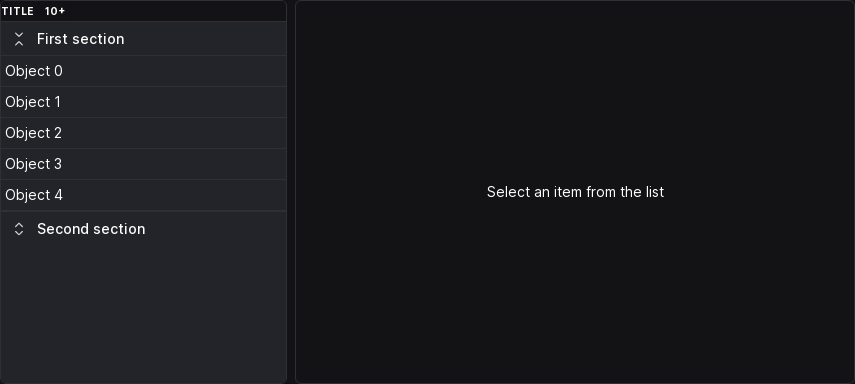 TITLE 10+
First section
Object 0
Object 1
Object 2
Object 3
Object 4
Second section
Select an item from the list